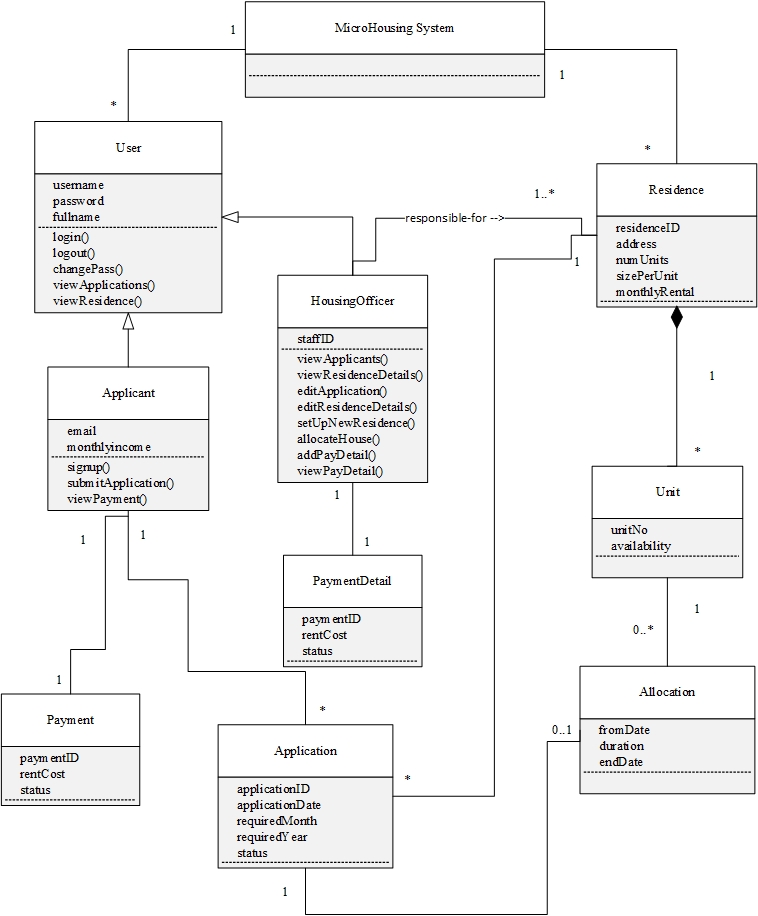 MicroHousing System
1
1
*
*
User
username
password
fullname
login()
logout()
changePass()
viewApplications()
viewResidence()
Residence
residenceID
address
numUnits
sizePerUnit
monthlyRental
1..*
responsible-for -->
1
HousingOfficer
staffID
viewApplicants()
viewResidenceDetails()
editApplication()
editResidenceDetails()
setUpNewResidence()
allocateHouse()
addPayDetail()
viewPayDetail()
Applicant
email
monthlyincome
signup()
submitApplication()
viewPayment()
1
*
Unit
unitNo
availability
1
1
1
1
PaymentDetail
paymentID
rentCost
status
1
0..*
Allocation
fromDate
duration
endDate
1
Payment
paymentID
rentCost
status
*
0..1
Application
applicationID
applicationDate
requiredMonth
requiredYear
status
*
1